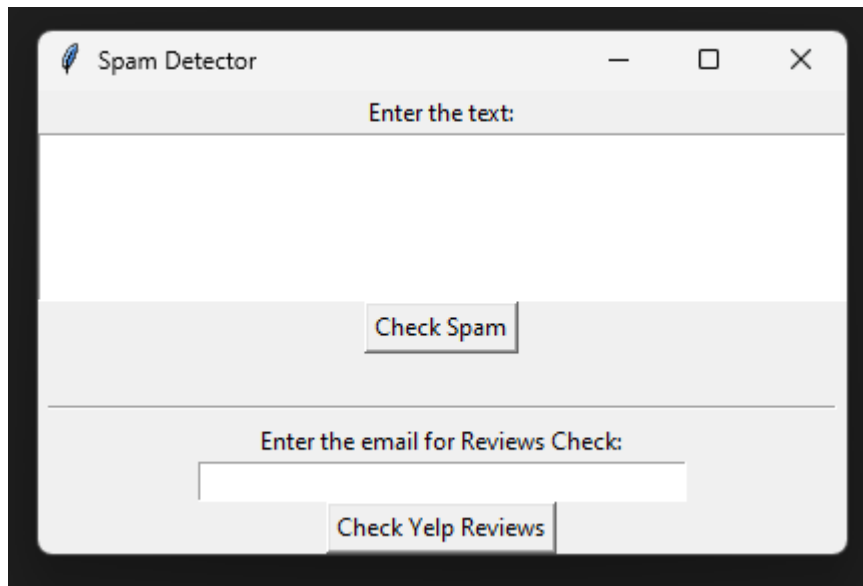 Spam Detector
Enter the text:
Check Spam
Enter the email for Reviews Check:
Check Yelp Reviews